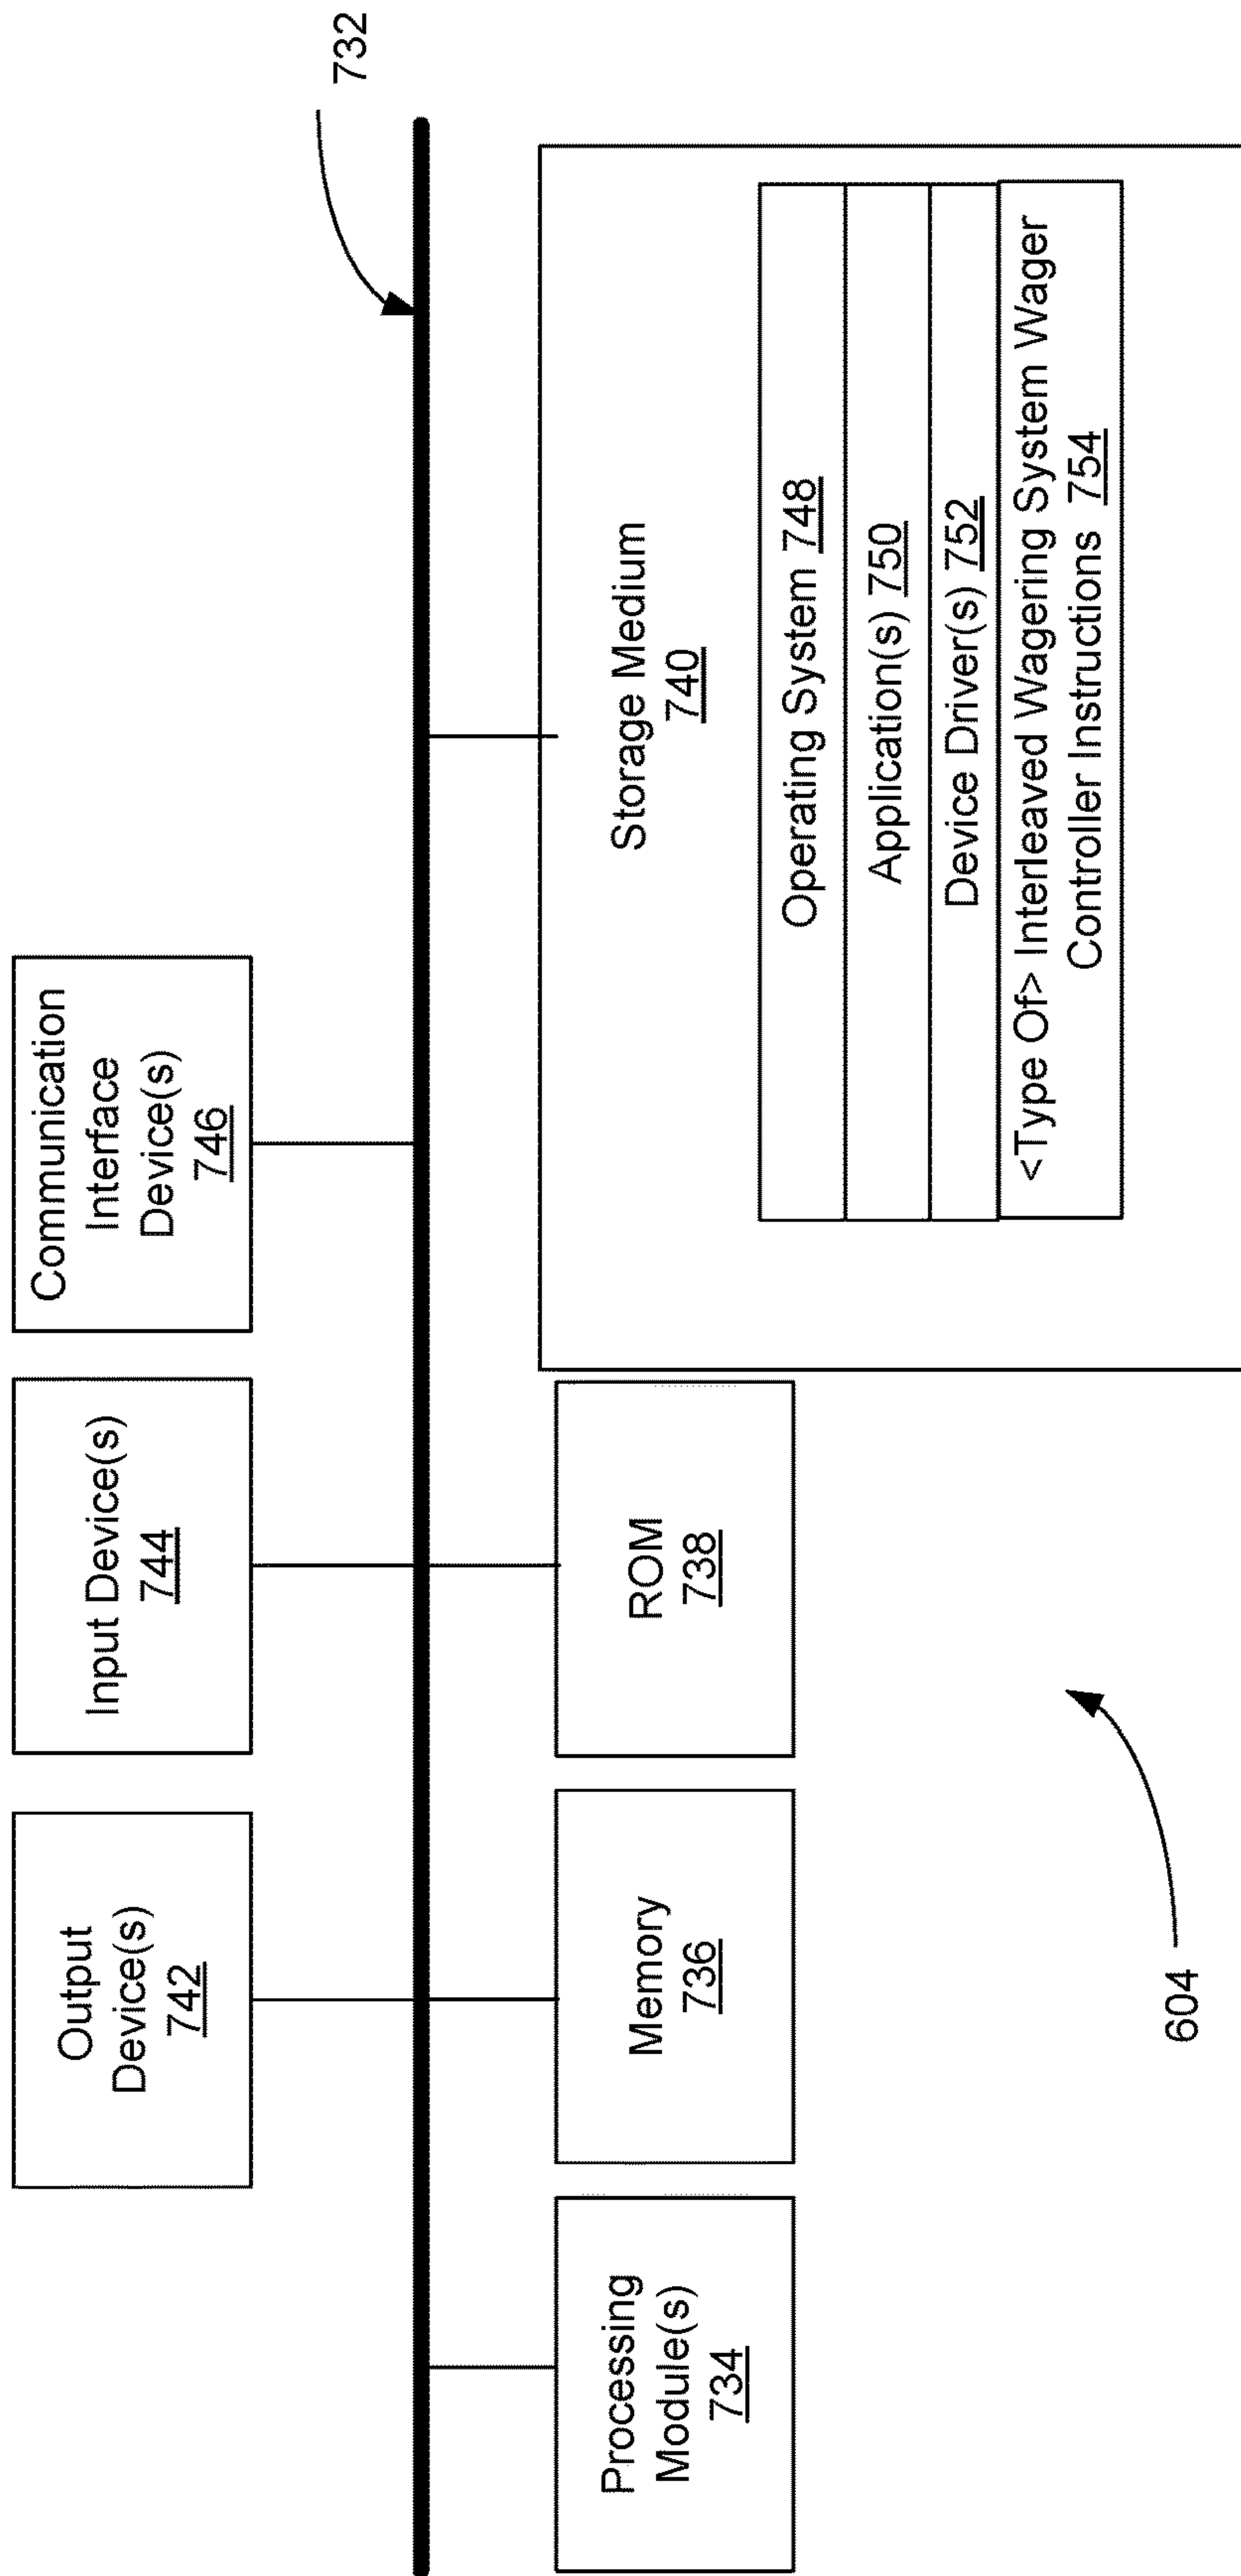 732
Output
Device(s)
742
Input Device(s)
744
Communication
Interface
Device(s)
746
Processing
Module(s)
734
Memory
736
ROM
738
Storage Medium
740
Operating System 748
Application(s) 750
Device Driver(s) 752
<Type Of> Interleaved Wagering System Wager
Controller Instructions 754
604